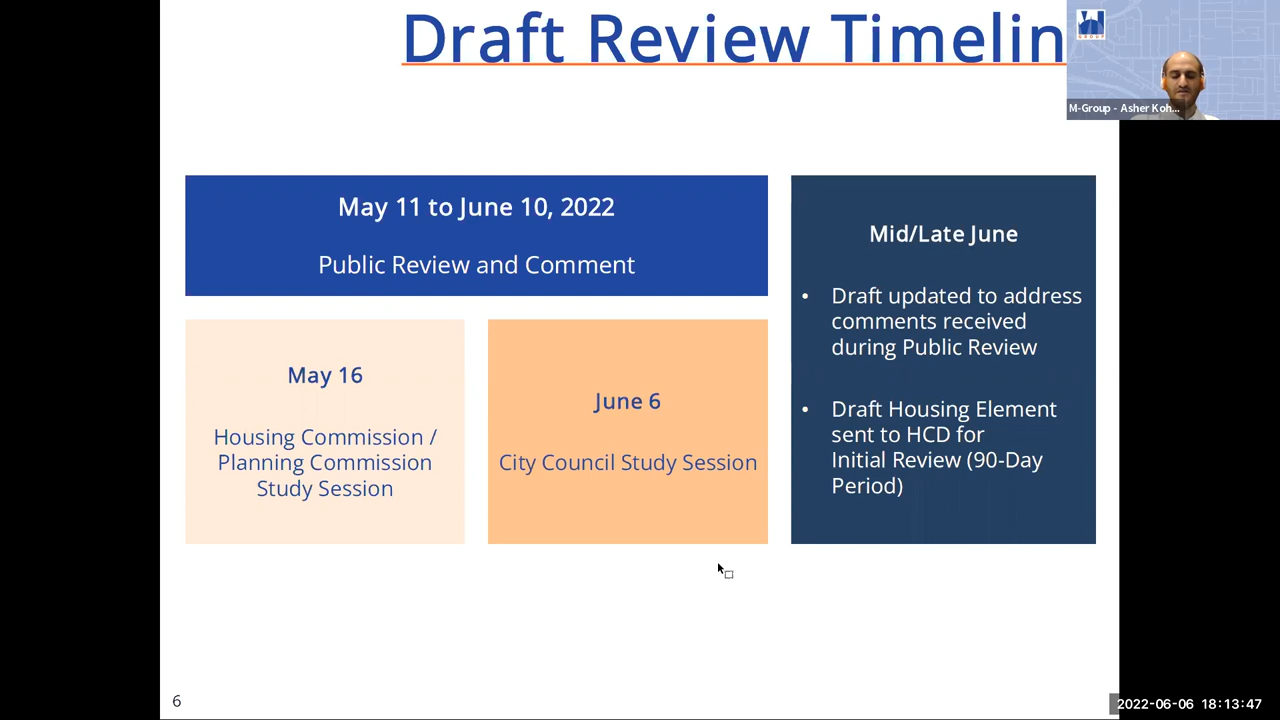 Draft Review Timelin
GROUP
M-Group - Asher Koh...
May 11 to June 10, 2022
Public Review and Comment
May 16
Housing Commission /
Planning Commission
Study Session
June 6
City Council Study Session
Mid/Late June
• Draft updated to address
comments received
during Public Review
• Draft Housing Element
sent to HCD for
Initial Review (90-Day
Period)
6
2022-06-06 18:13:47